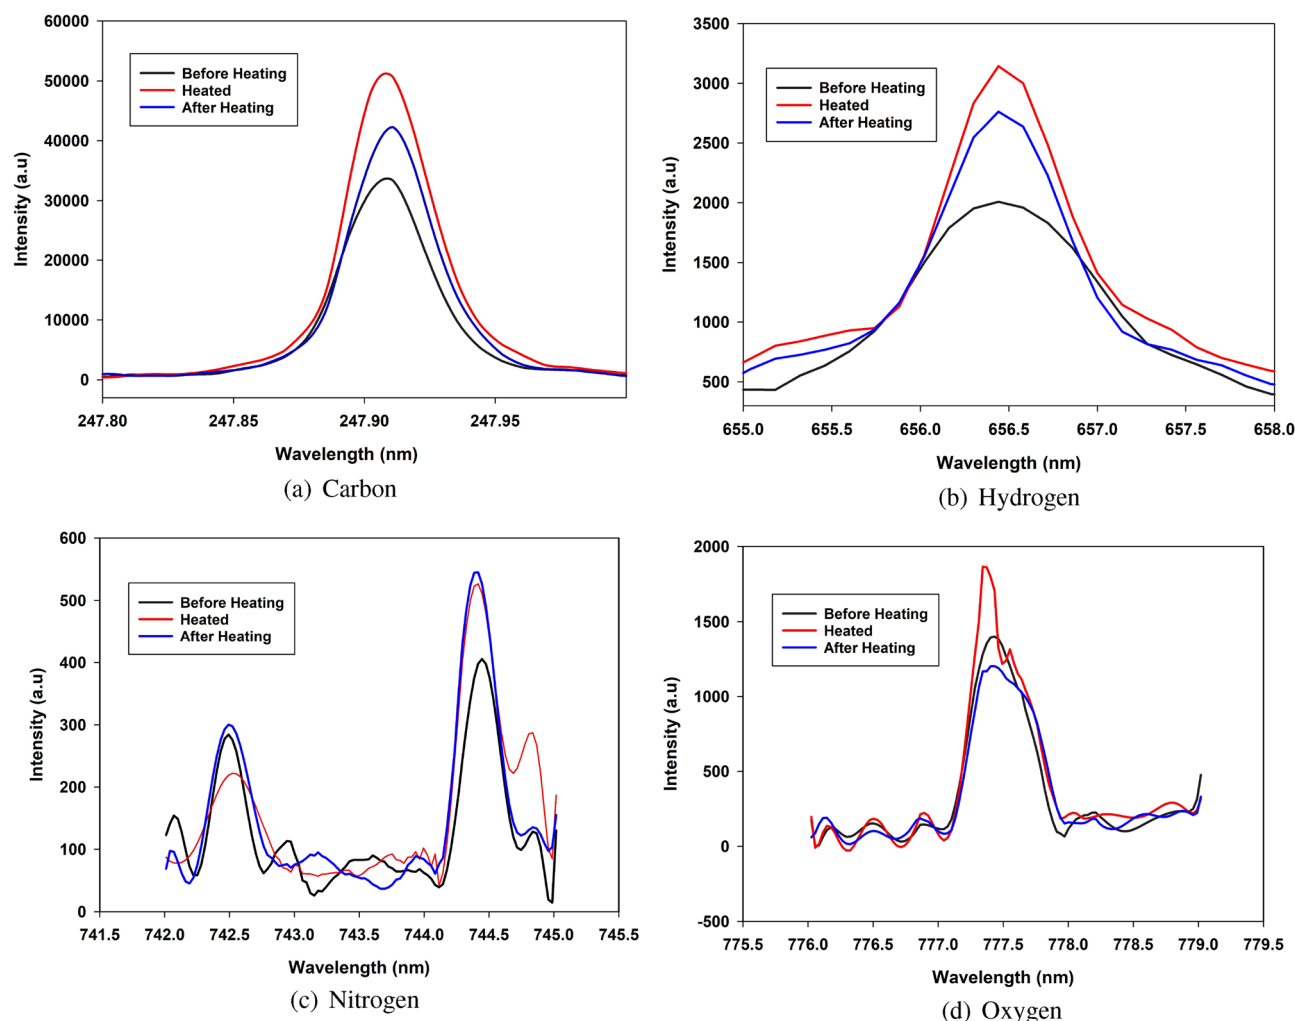 60000
50000
40000
30000
20000
10000
0
Intensity (a.u)
Before Heating
Heated
After Heating
247.80 247.85 247.90 247.95
Wavelength (nm)
(a) Carbon
3500
3000
2500
2000
1500
1000
500
Intensity (a.u)
Before Heating
Heated
After Heating
655.0 655.5 656.0 656.5 657.0 657.5 658.0
Wavelength (nm)
(b) Hydrogen
600
500
400
300
200
100
0
Intensity (a.u)
Before Heating
Heated
After Heating
741.5 742.0 742.5 743.0 743.5 744.0 744.5 745.0 745.5
Wavelength (nm)
(c) Nitrogen
2000
1500
1000
500
0
-500
Intensity (a.u)
Before Heating
Heated
After Heating
775.5 776.0 776.5 777.0 777.5 778.0 778.5 779.0 779.5
Wavelength (nm)
(d) Oxygen